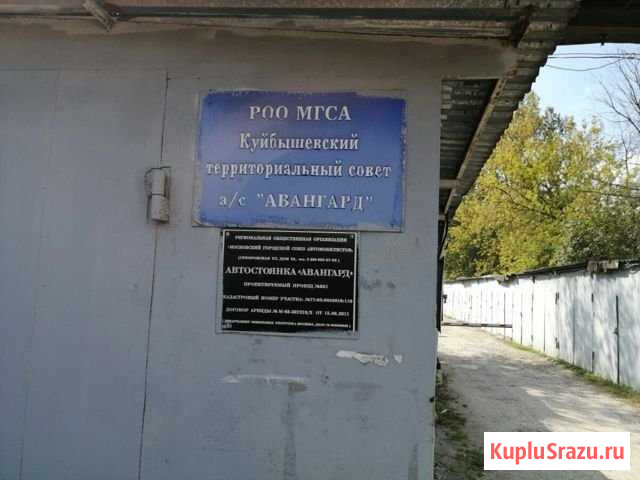 РОО МГСА
Куйбышевский
территориальный совет
а/с "АВАНГАРД"
РЕГИОНАЛЬНАЯ ОБЩЕСТВЕННАЯ ОРГАНИЗАЦИЯ
«МОСКОВСКИЙ ГОРОДСКОЙ СОЮЗ АВТОМОБИЛИСТОВ»
АВТОСТОЯНКА «АВАНГАРД»
ПРОЕКТИРУЕМЫЙ ПРОЕЗД
КАДАСТРОВЫЙ НОМЕР УЧАСТКА:
ДОГОВОР АРЕНДЫ ОТ
KupluSrazu.ru